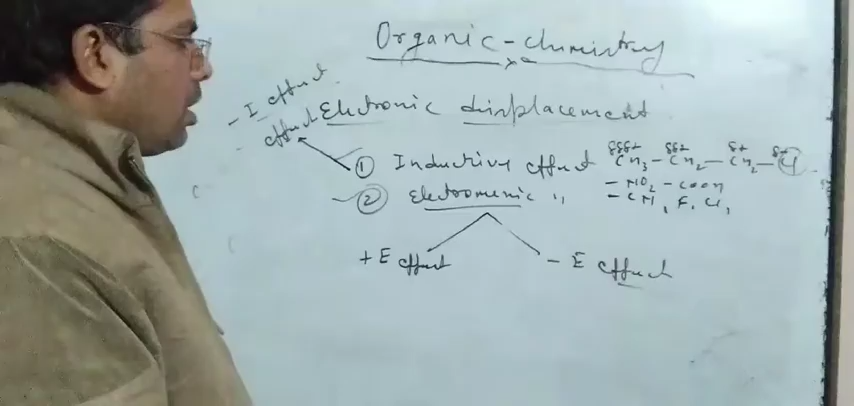 Organic-chemistry
- I effect
Electronic displacement
effect
① Inductive effect
δδδ+ δδ+ δ+
CH3-CH2-CH2-Cl
② Electromeric "
-NO2 -COOH
-CN, F, Cl,
+E effect
- E effect